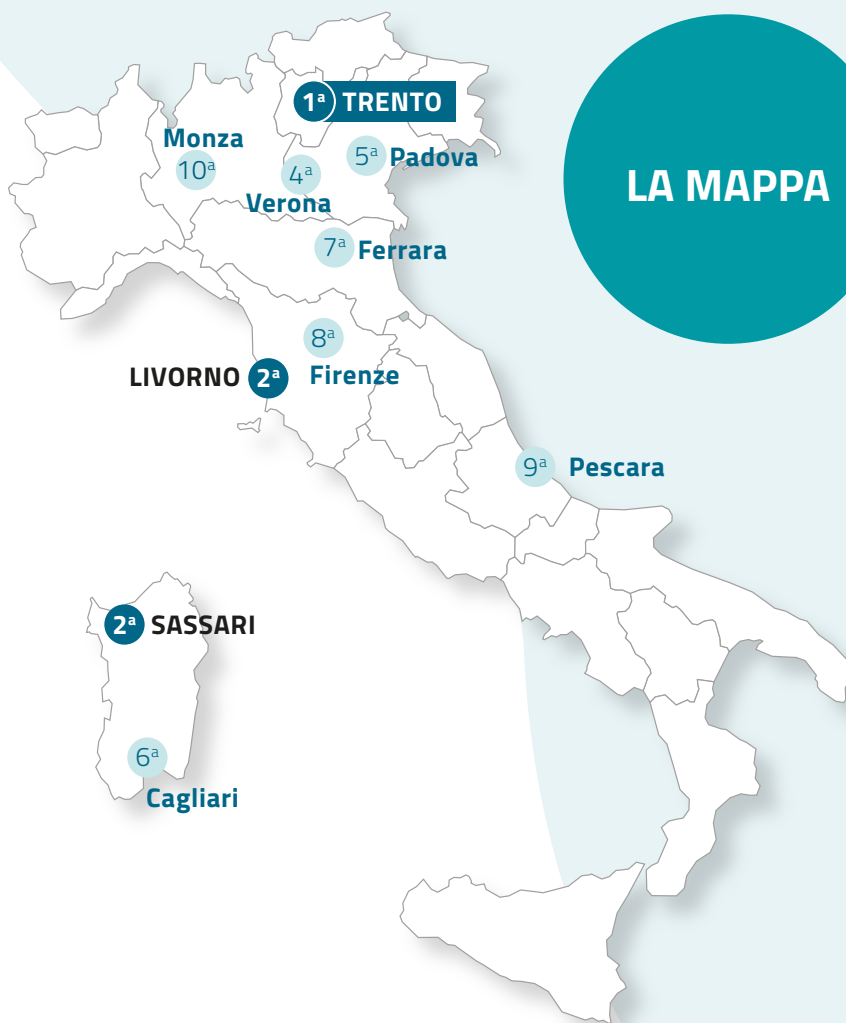 LA MAPPA
1ª TRENTO
Monza
10ª
5ª Padova
4ª
Verona
7ª Ferrara
8ª
Firenze
LIVORNO 2ª
9ª Pescara
2ª SASSARI
6ª
Cagliari